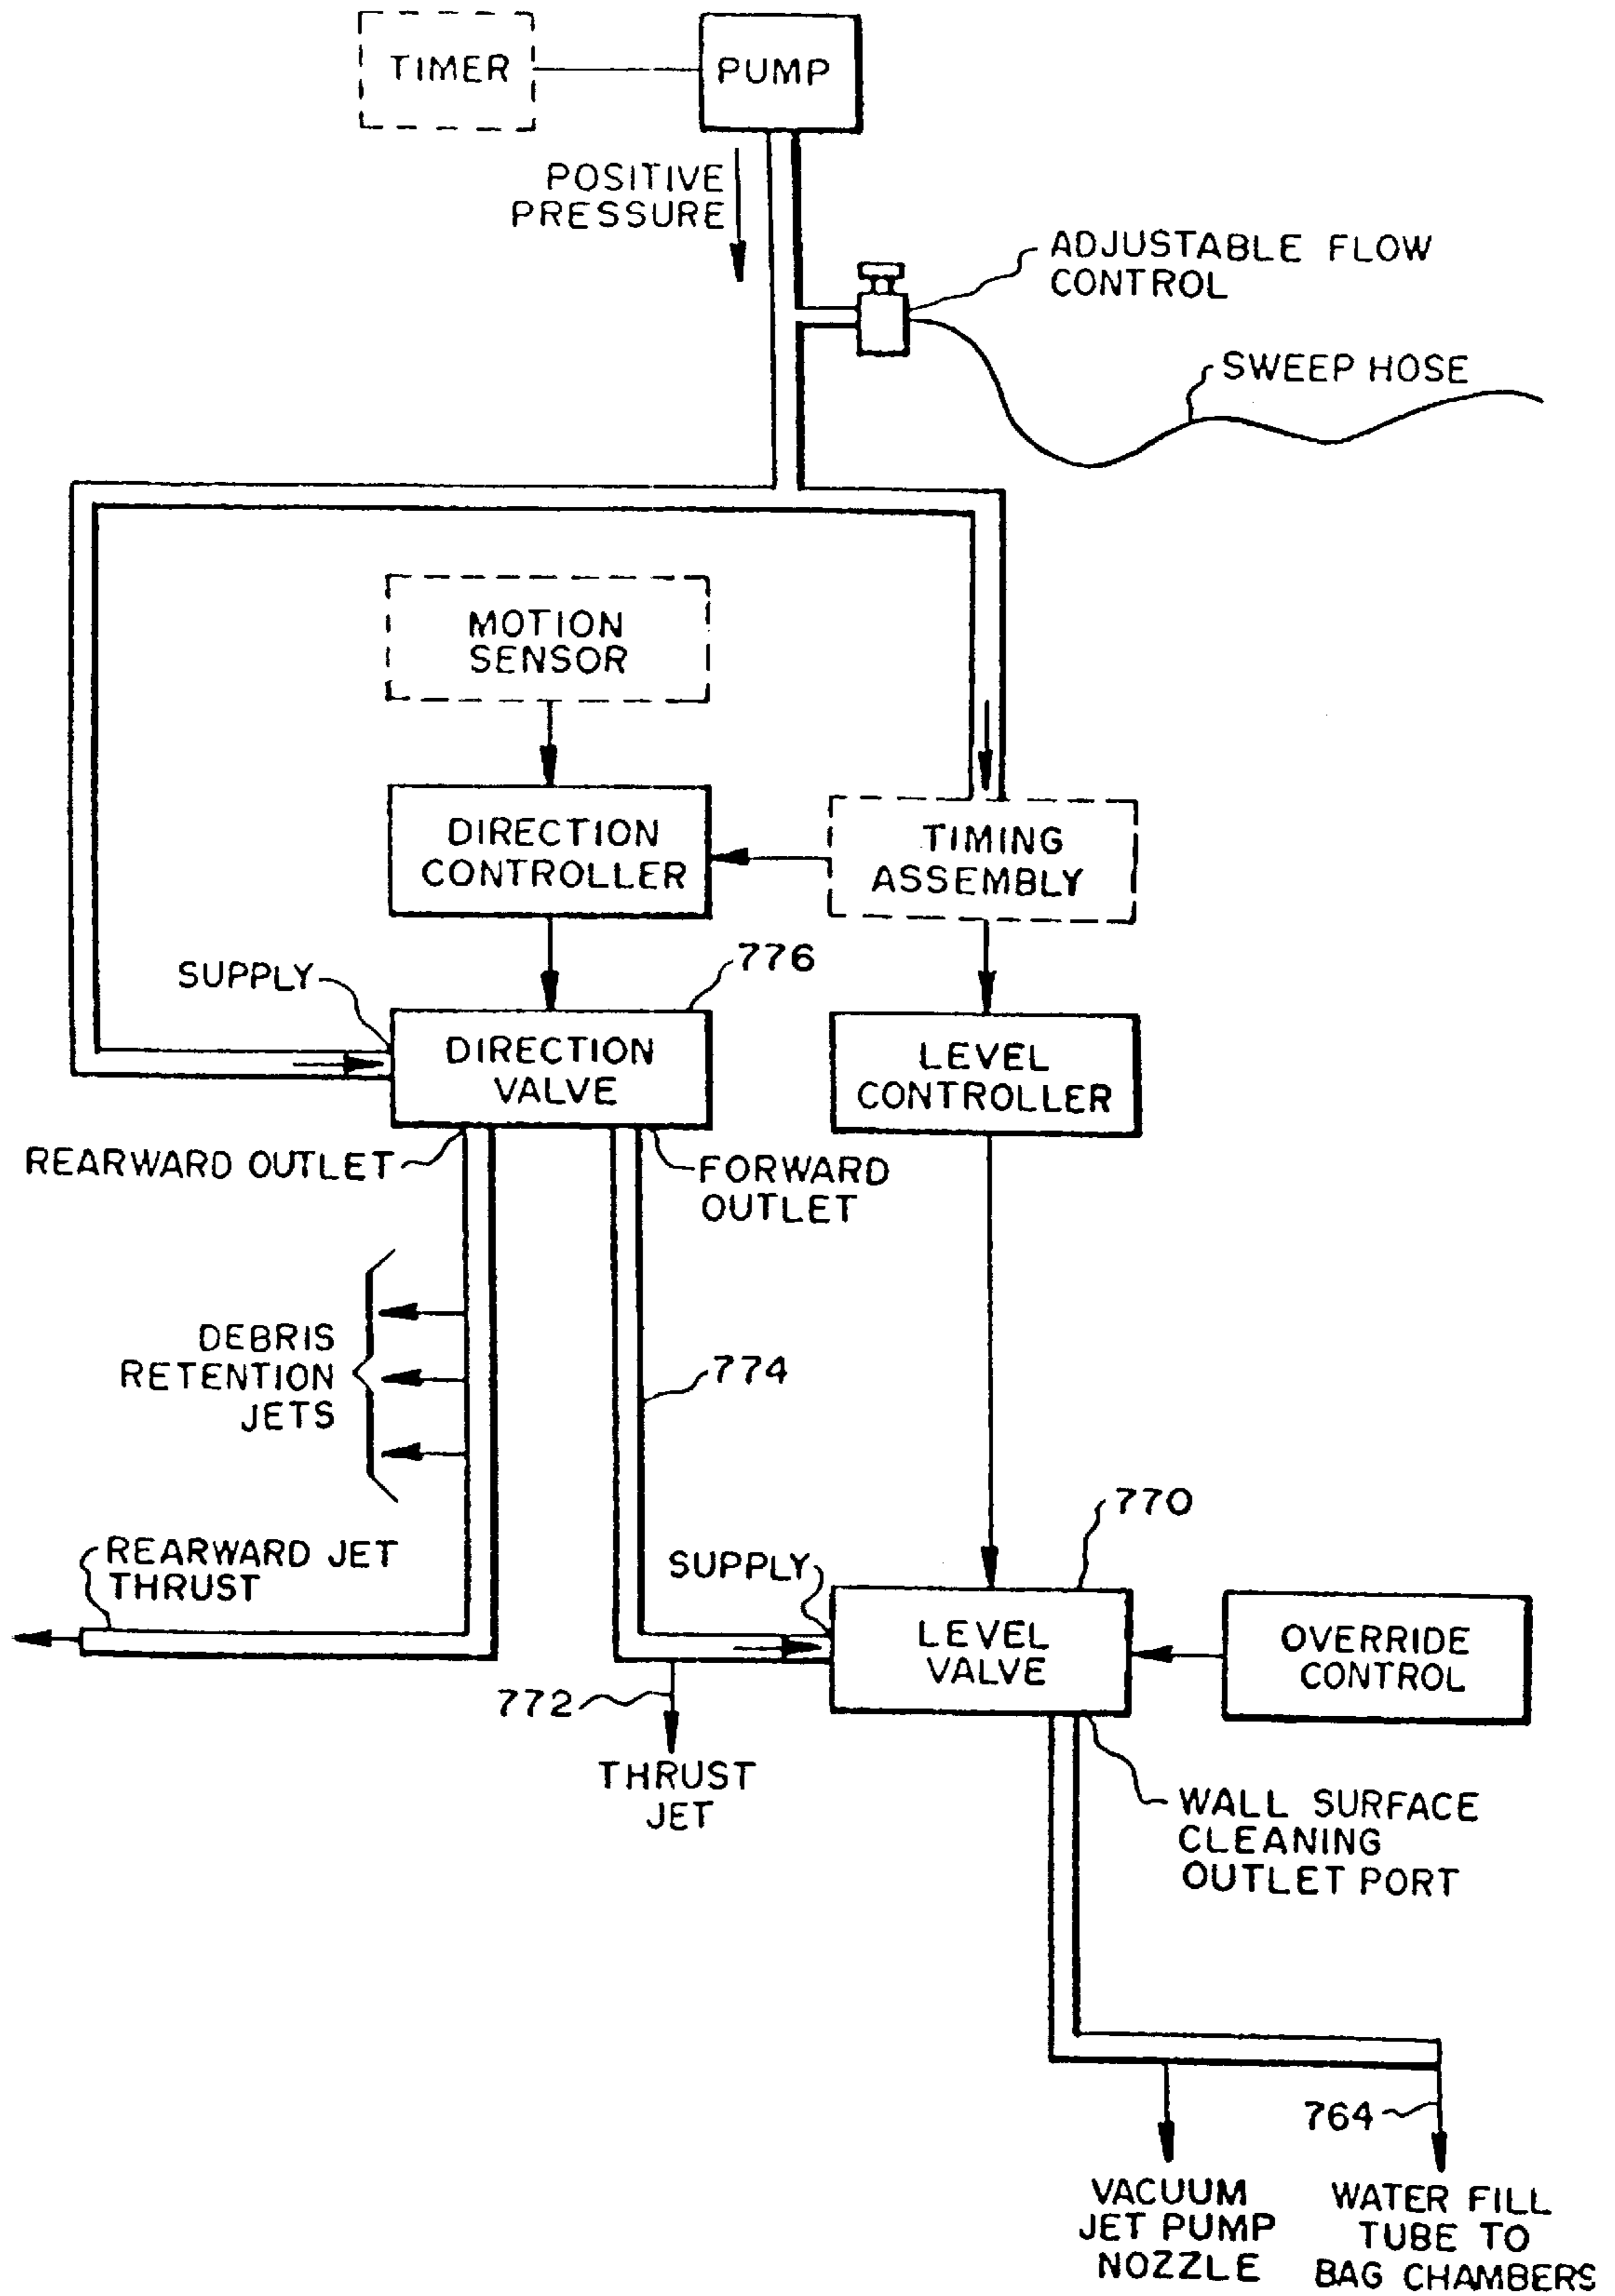 TIMER
PUMP
POSITIVE
PRESSURE
ADJUSTABLE FLOW
CONTROL
SWEEP HOSE
MOTION
SENSOR
DIRECTION
CONTROLLER
TIMING
ASSEMBLY
776
SUPPLY
DIRECTION
VALVE
LEVEL
CONTROLLER
REARWARD OUTLET
FORWARD
OUTLET
DEBRIS
RETENTION
JETS
774
770
REARWARD JET
THRUST
SUPPLY
LEVEL
VALVE
OVERRIDE
CONTROL
772
THRUST
JET
WALL SURFACE
CLEANING
OUTLET PORT
764
VACUUM
JET PUMP
NOZZLE
WATER FILL
TUBE TO
BAG CHAMBERS